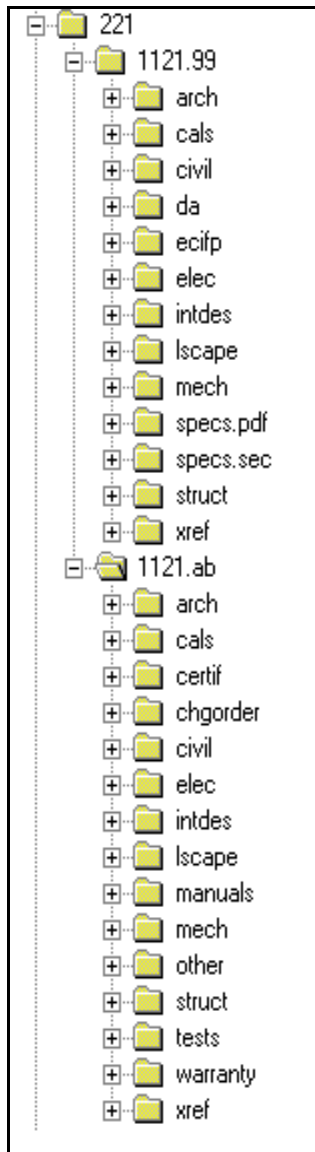 221
1121.99
arch
cals
civil
da
ecifp
elec
intdes
lscape
mech
specs.pdf
specs.sec
struct
xref
1121.ab
arch
cals
certif
chgorder
civil
elec
intdes
lscape
manuals
mech
other
struct
tests
warranty
xref